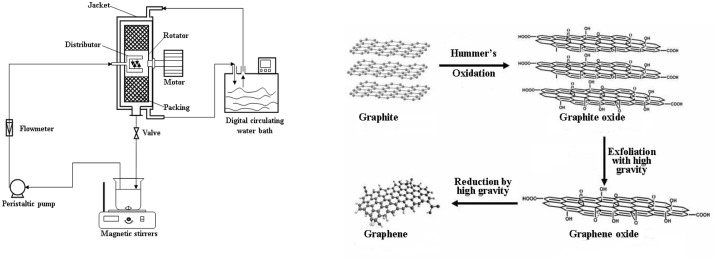 Jacket
Distributor
Rotator
Motor
Packing
Flowmeter
Valve
Digital circulating
water bath
Peristaltic pump
Magnetic stirrers
Graphite
Hummer's
Oxidation
HOOC
OH
COOH
Graphite oxide
Exfoliation
with high
gravity
HOOC
OH
COOH
Graphene oxide
Reduction by
high gravity
Graphene